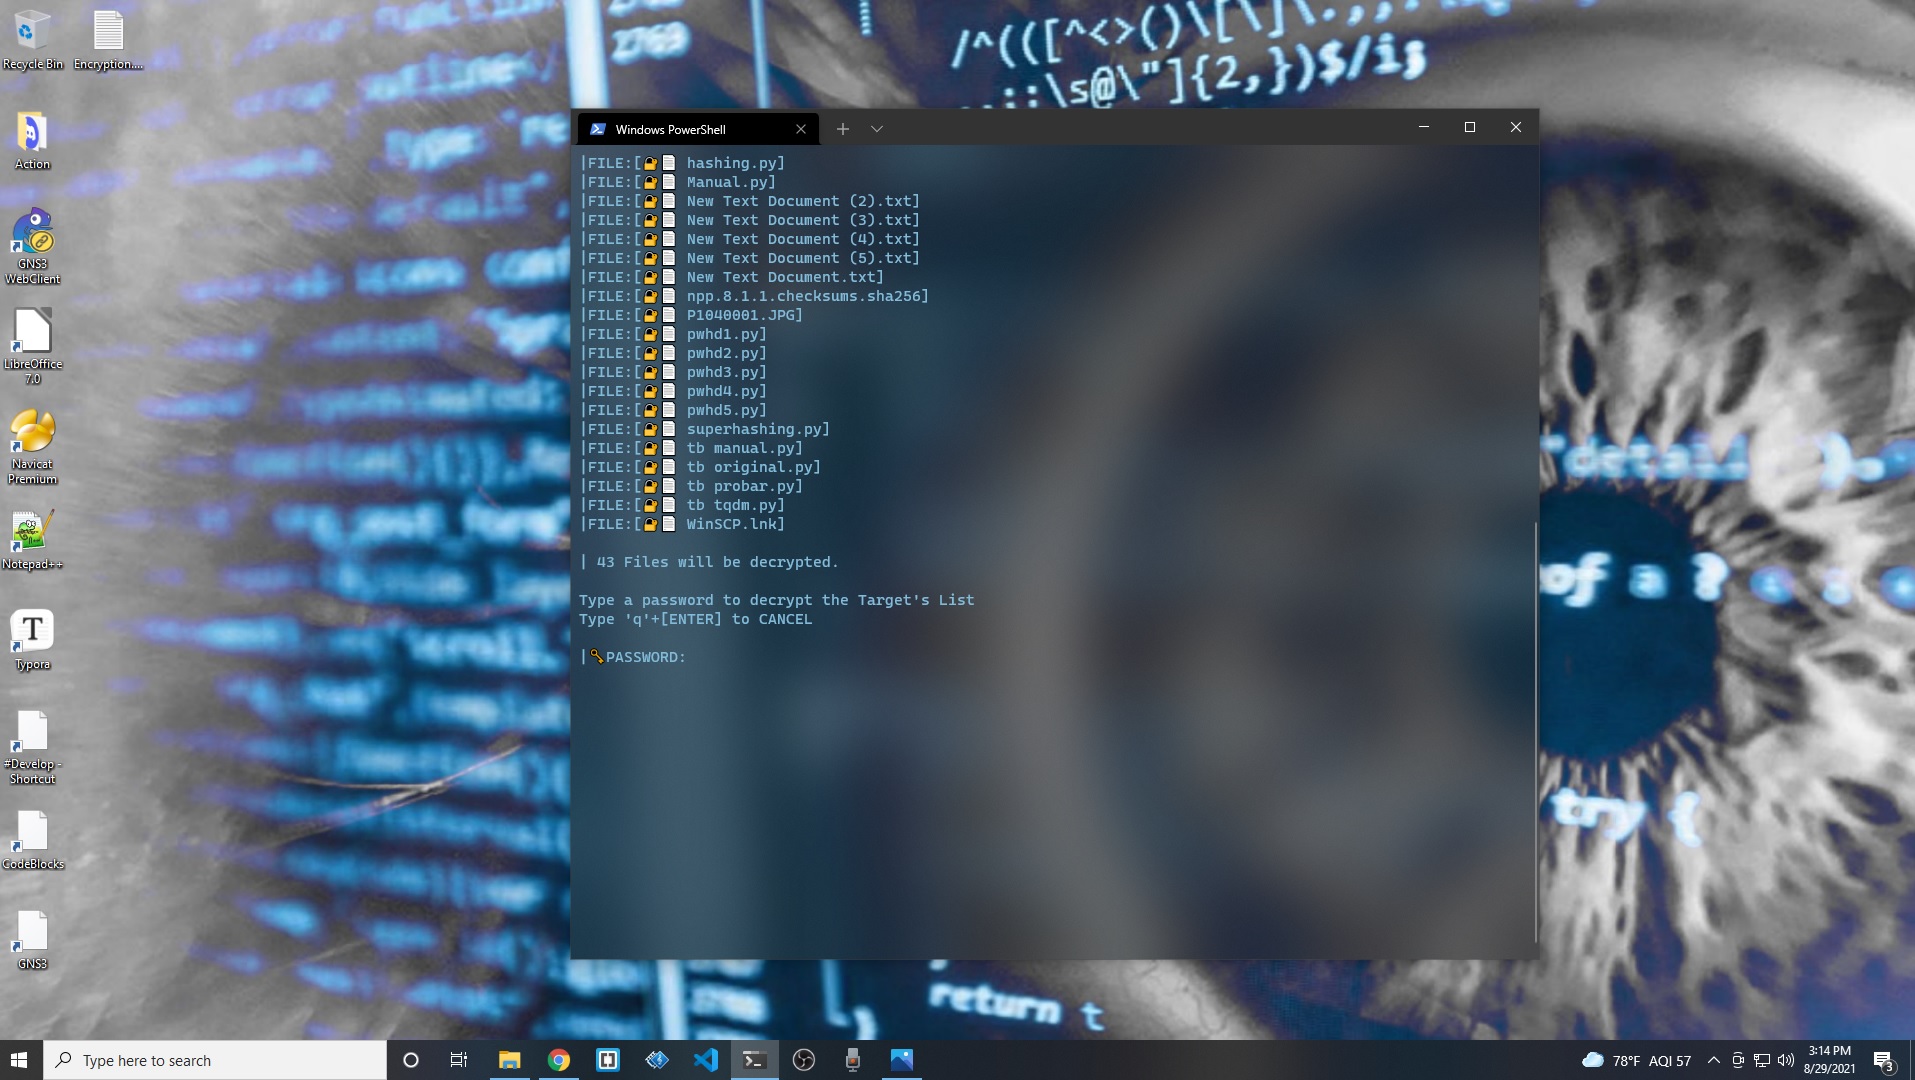 Recycle Bin
Encryption....
Action
GNS3
WebClient
LibreOffice
7.0
Navicat
Premium
Notepad++
Typora
#Develop -
Shortcut
CodeBlocks
GNS3
2769
/^(([^<>()\[\]\.,;
\s@\"]{2,})$/i;
Windows PowerShell
|FILE:[🔒📄 hashing.py]
|FILE:[🔒📄 Manual.py]
|FILE:[🔒📄 New Text Document (2).txt]
|FILE:[🔒📄 New Text Document (3).txt]
|FILE:[🔒📄 New Text Document (4).txt]
|FILE:[🔒📄 New Text Document (5).txt]
|FILE:[🔒📄 New Text Document.txt]
|FILE:[🔒📄 npp.8.1.1.checksums.sha256]
|FILE:[🔒📄 P1040001.JPG]
|FILE:[🔒📄 pwhd1.py]
|FILE:[🔒📄 pwhd2.py]
|FILE:[🔒📄 pwhd3.py]
|FILE:[🔒📄 pwhd4.py]
|FILE:[🔒📄 pwhd5.py]
|FILE:[🔒📄 superhashing.py]
|FILE:[🔒📄 tb manual.py]
|FILE:[🔒📄 tb original.py]
|FILE:[🔒📄 tb probar.py]
|FILE:[🔒📄 tb tqdm.py]
|FILE:[🔒📄 WinSCP.lnk]
| 43 Files will be decrypted.
Type a password to decrypt the Target's List
Type 'q'+[ENTER] to CANCEL
|🔑PASSWORD:
of a ?
try {
return t
Type here to search
78°F AQI 57
3:14 PM
8/29/2021
3